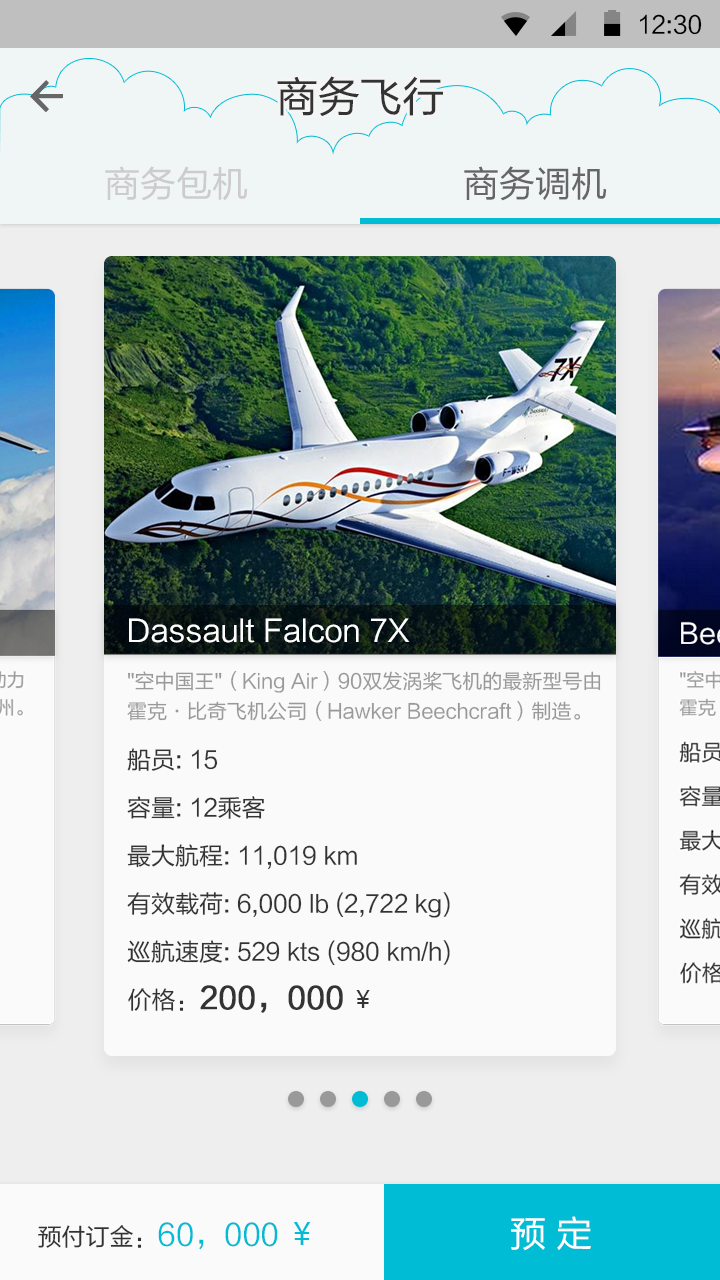 12:30
商务飞行
商务包机
商务调机
7X
F-WSKY
Dassault Falcon 7X
"空中国王"（King Air）90双发涡桨飞机的最新型号由
霍克·比奇飞机公司（Hawker Beechcraft）制造。
船员: 15
容量: 12乘客
最大航程: 11,019 km
有效载荷: 6,000 lb (2,722 kg)
巡航速度: 529 kts (980 km/h)
价格：200，000 ¥
动力
州。
Bee
"空中
霍克
船员
容量
最大
有效
巡航
价格
预付订金：60，000 ¥
预 定